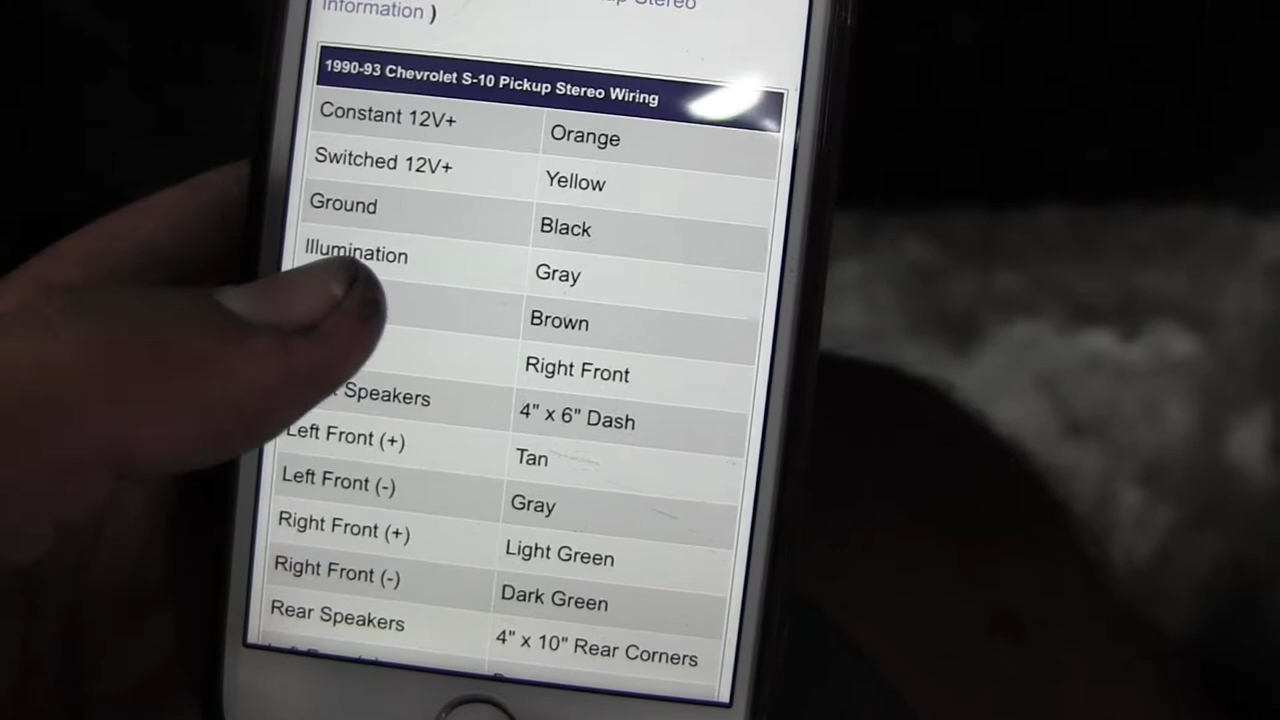 Stereo
Information )
1990-93 Chevrolet S-10 Pickup Stereo Wiring
Constant 12V+ Orange
Switched 12V+ Yellow
Ground Black
Illumination Gray
Brown
Right Front
Speakers 4" x 6" Dash
Left Front (+) Tan
Left Front (-) Gray
Right Front (+) Light Green
Right Front (-) Dark Green
Rear Speakers 4" x 10" Rear Corners